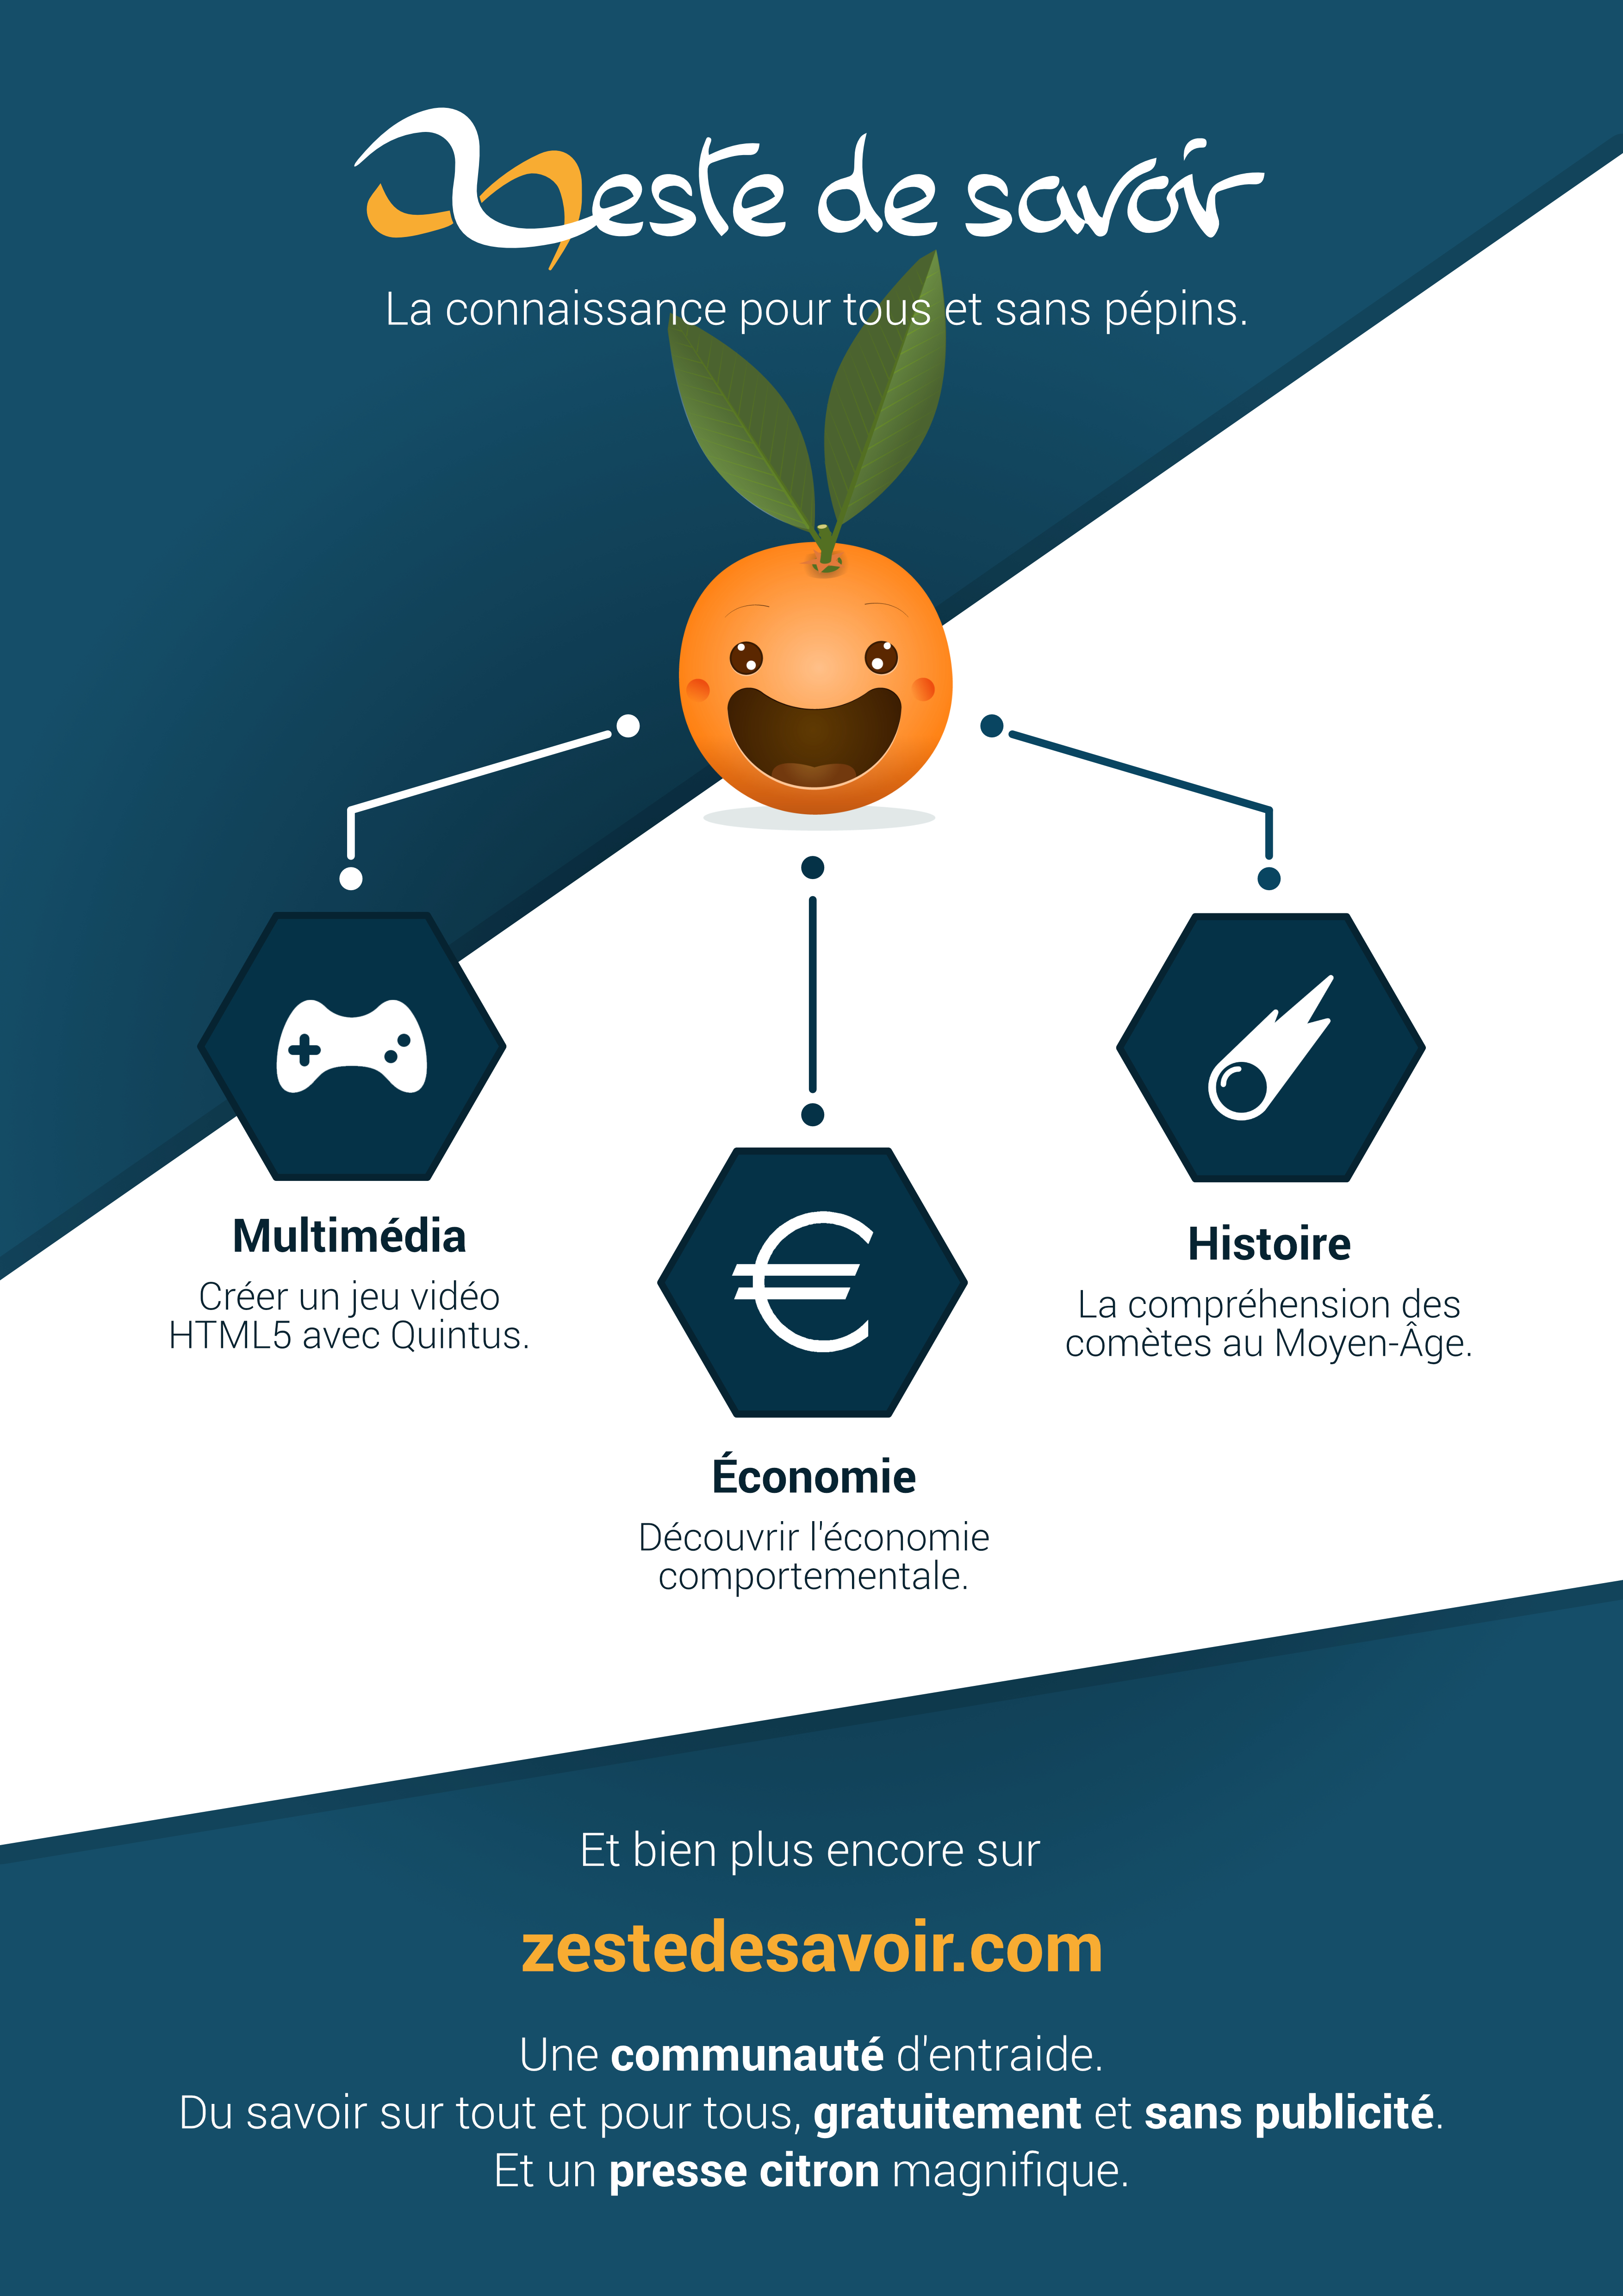 Zeste de savoir
La connaissance pour tous et sans pépins.
Multimédia
Créer un jeu vidéo
HTML5 avec Quintus.
Économie
Découvrir l'économie
comportementale.
Histoire
La compréhension des
comètes au Moyen-Âge.
Et bien plus encore sur
zestedesavoir.com
Une communauté d'entraide.
Du savoir sur tout et pour tous, gratuitement et sans publicité.
Et un presse citron magnifique.